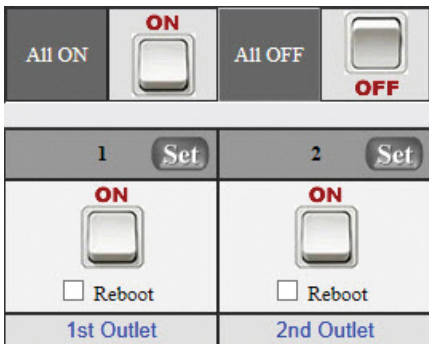 All ON
ON
All OFF
OFF
1
Set
2
Set
ON
ON
Reboot
Reboot
1st Outlet
2nd Outlet